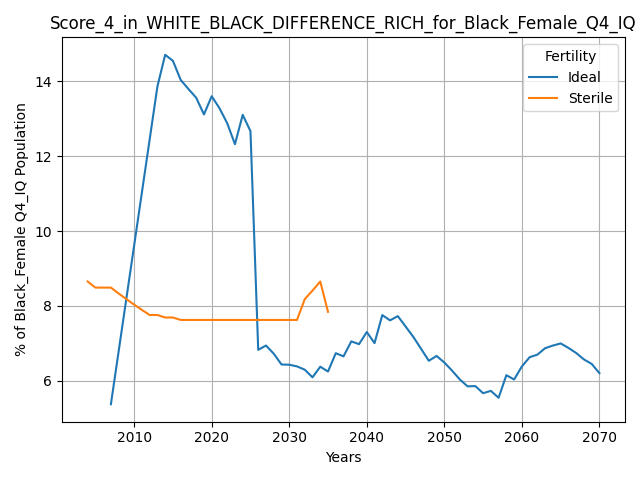 Score_4_in_WHITE_BLACK_DIFFERENCE_RICH_for_Black_Female_Q4_IQ
Fertility
Ideal
Sterile
14
12
10
8
6
% of Black_Female Q4_IQ Population
2010
2020
2030
2040
2050
2060
2070
Years